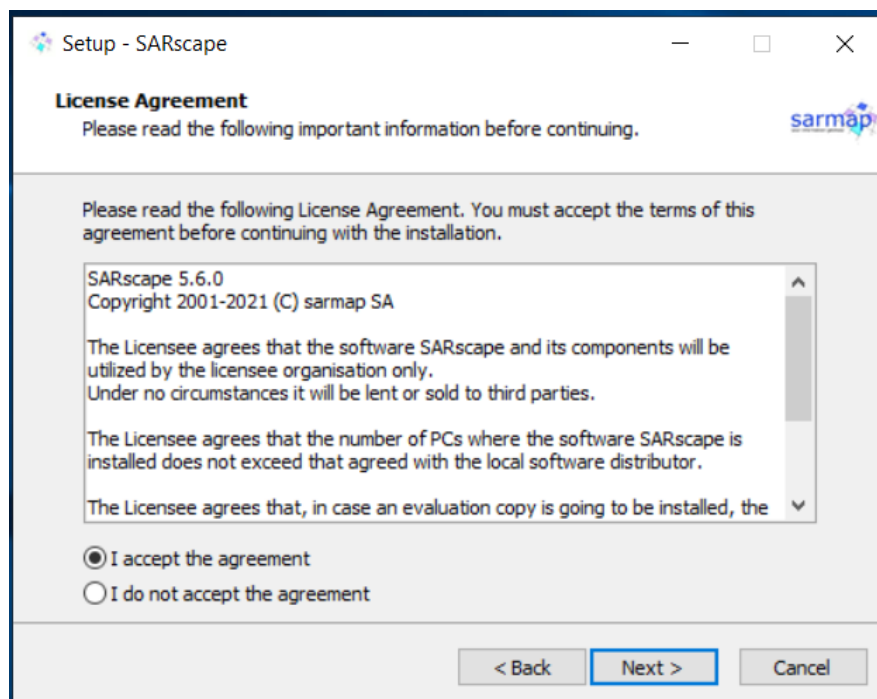 Setup - SARscape
License Agreement
Please read the following important information before continuing.
sarmap
Please read the following License Agreement. You must accept the terms of this
agreement before continuing with the installation.
SARscape 5.6.0
Copyright 2001-2021 (C) sarmap SA
The Licensee agrees that the software SARscape and its components will be
utilized by the licensee organisation only.
Under no circumstances it will be lent or sold to third parties.
The Licensee agrees that the number of PCs where the software SARscape is
installed does not exceed that agreed with the local software distributor.
The Licensee agrees that, in case an evaluation copy is going to be installed, the
I accept the agreement
I do not accept the agreement
< Back Next > Cancel